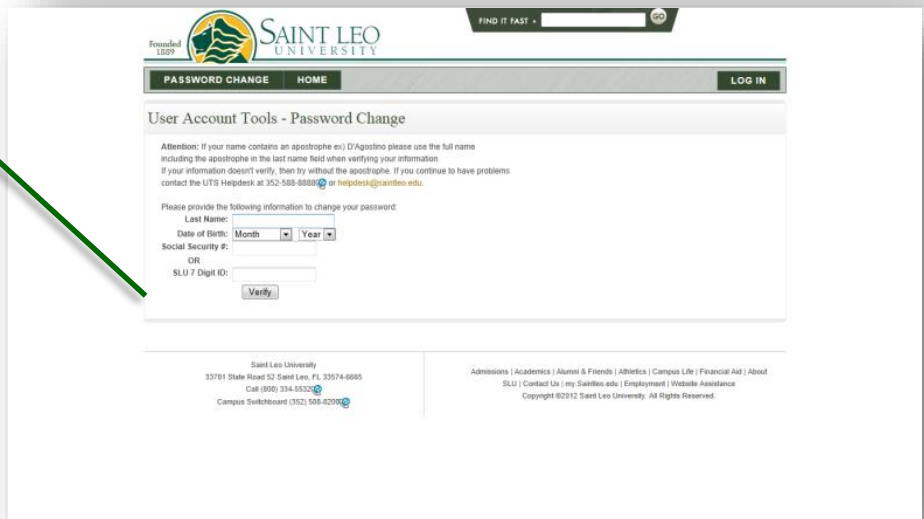 Founded
1889
SAINT LEO
UNIVERSITY
FIND IT FAST
GO
PASSWORD CHANGE HOME LOG IN
User Account Tools - Password Change
Attention: If your name contains an apostrophe ex) D'Agostino please use the full name
including the apostrophe in the last name field when verifying your information
If your information doesn't verify, then try without the apostrophe. If you continue to have problems
contact the UTS Helpdesk at 352-588-8888 or helpdesk@saintleo.edu.
Please provide the following information to change your password:
Last Name:
Date of Birth: Month Year
Social Security #:
OR
SLU 7 Digit ID:
Verify
Saint Leo University
33701 State Road 52 Saint Leo, FL 33574-6665
Call (800) 334-5532
Campus Switchboard (352) 588-8200
Admissions | Academics | Alumni & Friends | Athletics | Campus Life | Financial Aid | About
SLU | Contact Us | my.Saintleo.edu | Employment | Website Assistance
Copyright ©2012 Saint Leo University. All Rights Reserved.